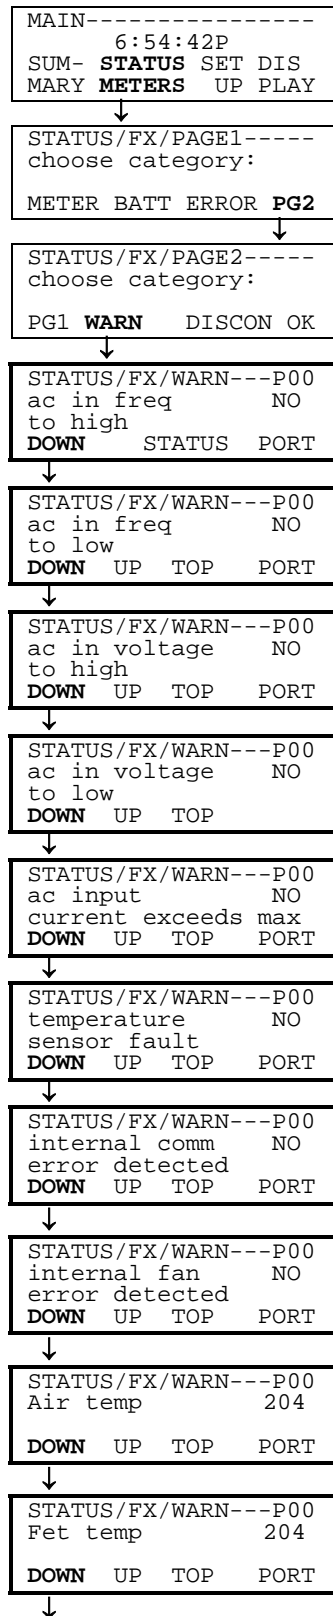 MAIN----------------
6:54:42P
SUM- STATUS SET DIS
MARY METERS UP PLAY
↓
STATUS/FX/PAGE1-----
choose category:
METER BATT ERROR PG2
↓
STATUS/FX/PAGE2-----
choose category:
PG1 WARN DISCON OK
↓
STATUS/FX/WARN---P00
ac in freq NO
to high
DOWN STATUS PORT
↓
STATUS/FX/WARN---P00
ac in freq NO
to low
DOWN UP TOP PORT
↓
STATUS/FX/WARN---P00
ac in voltage NO
to high
DOWN UP TOP PORT
↓
STATUS/FX/WARN---P00
ac in voltage NO
to low
DOWN UP TOP
↓
STATUS/FX/WARN---P00
ac input NO
current exceeds max
DOWN UP TOP PORT
↓
STATUS/FX/WARN---P00
temperature NO
sensor fault
DOWN UP TOP PORT
↓
STATUS/FX/WARN---P00
internal comm NO
error detected
DOWN UP TOP PORT
↓
STATUS/FX/WARN---P00
internal fan NO
error detected
DOWN UP TOP PORT
↓
STATUS/FX/WARN---P00
Air temp 204
DOWN UP TOP PORT
↓
STATUS/FX/WARN---P00
Fet temp 204
DOWN UP TOP PORT
↓